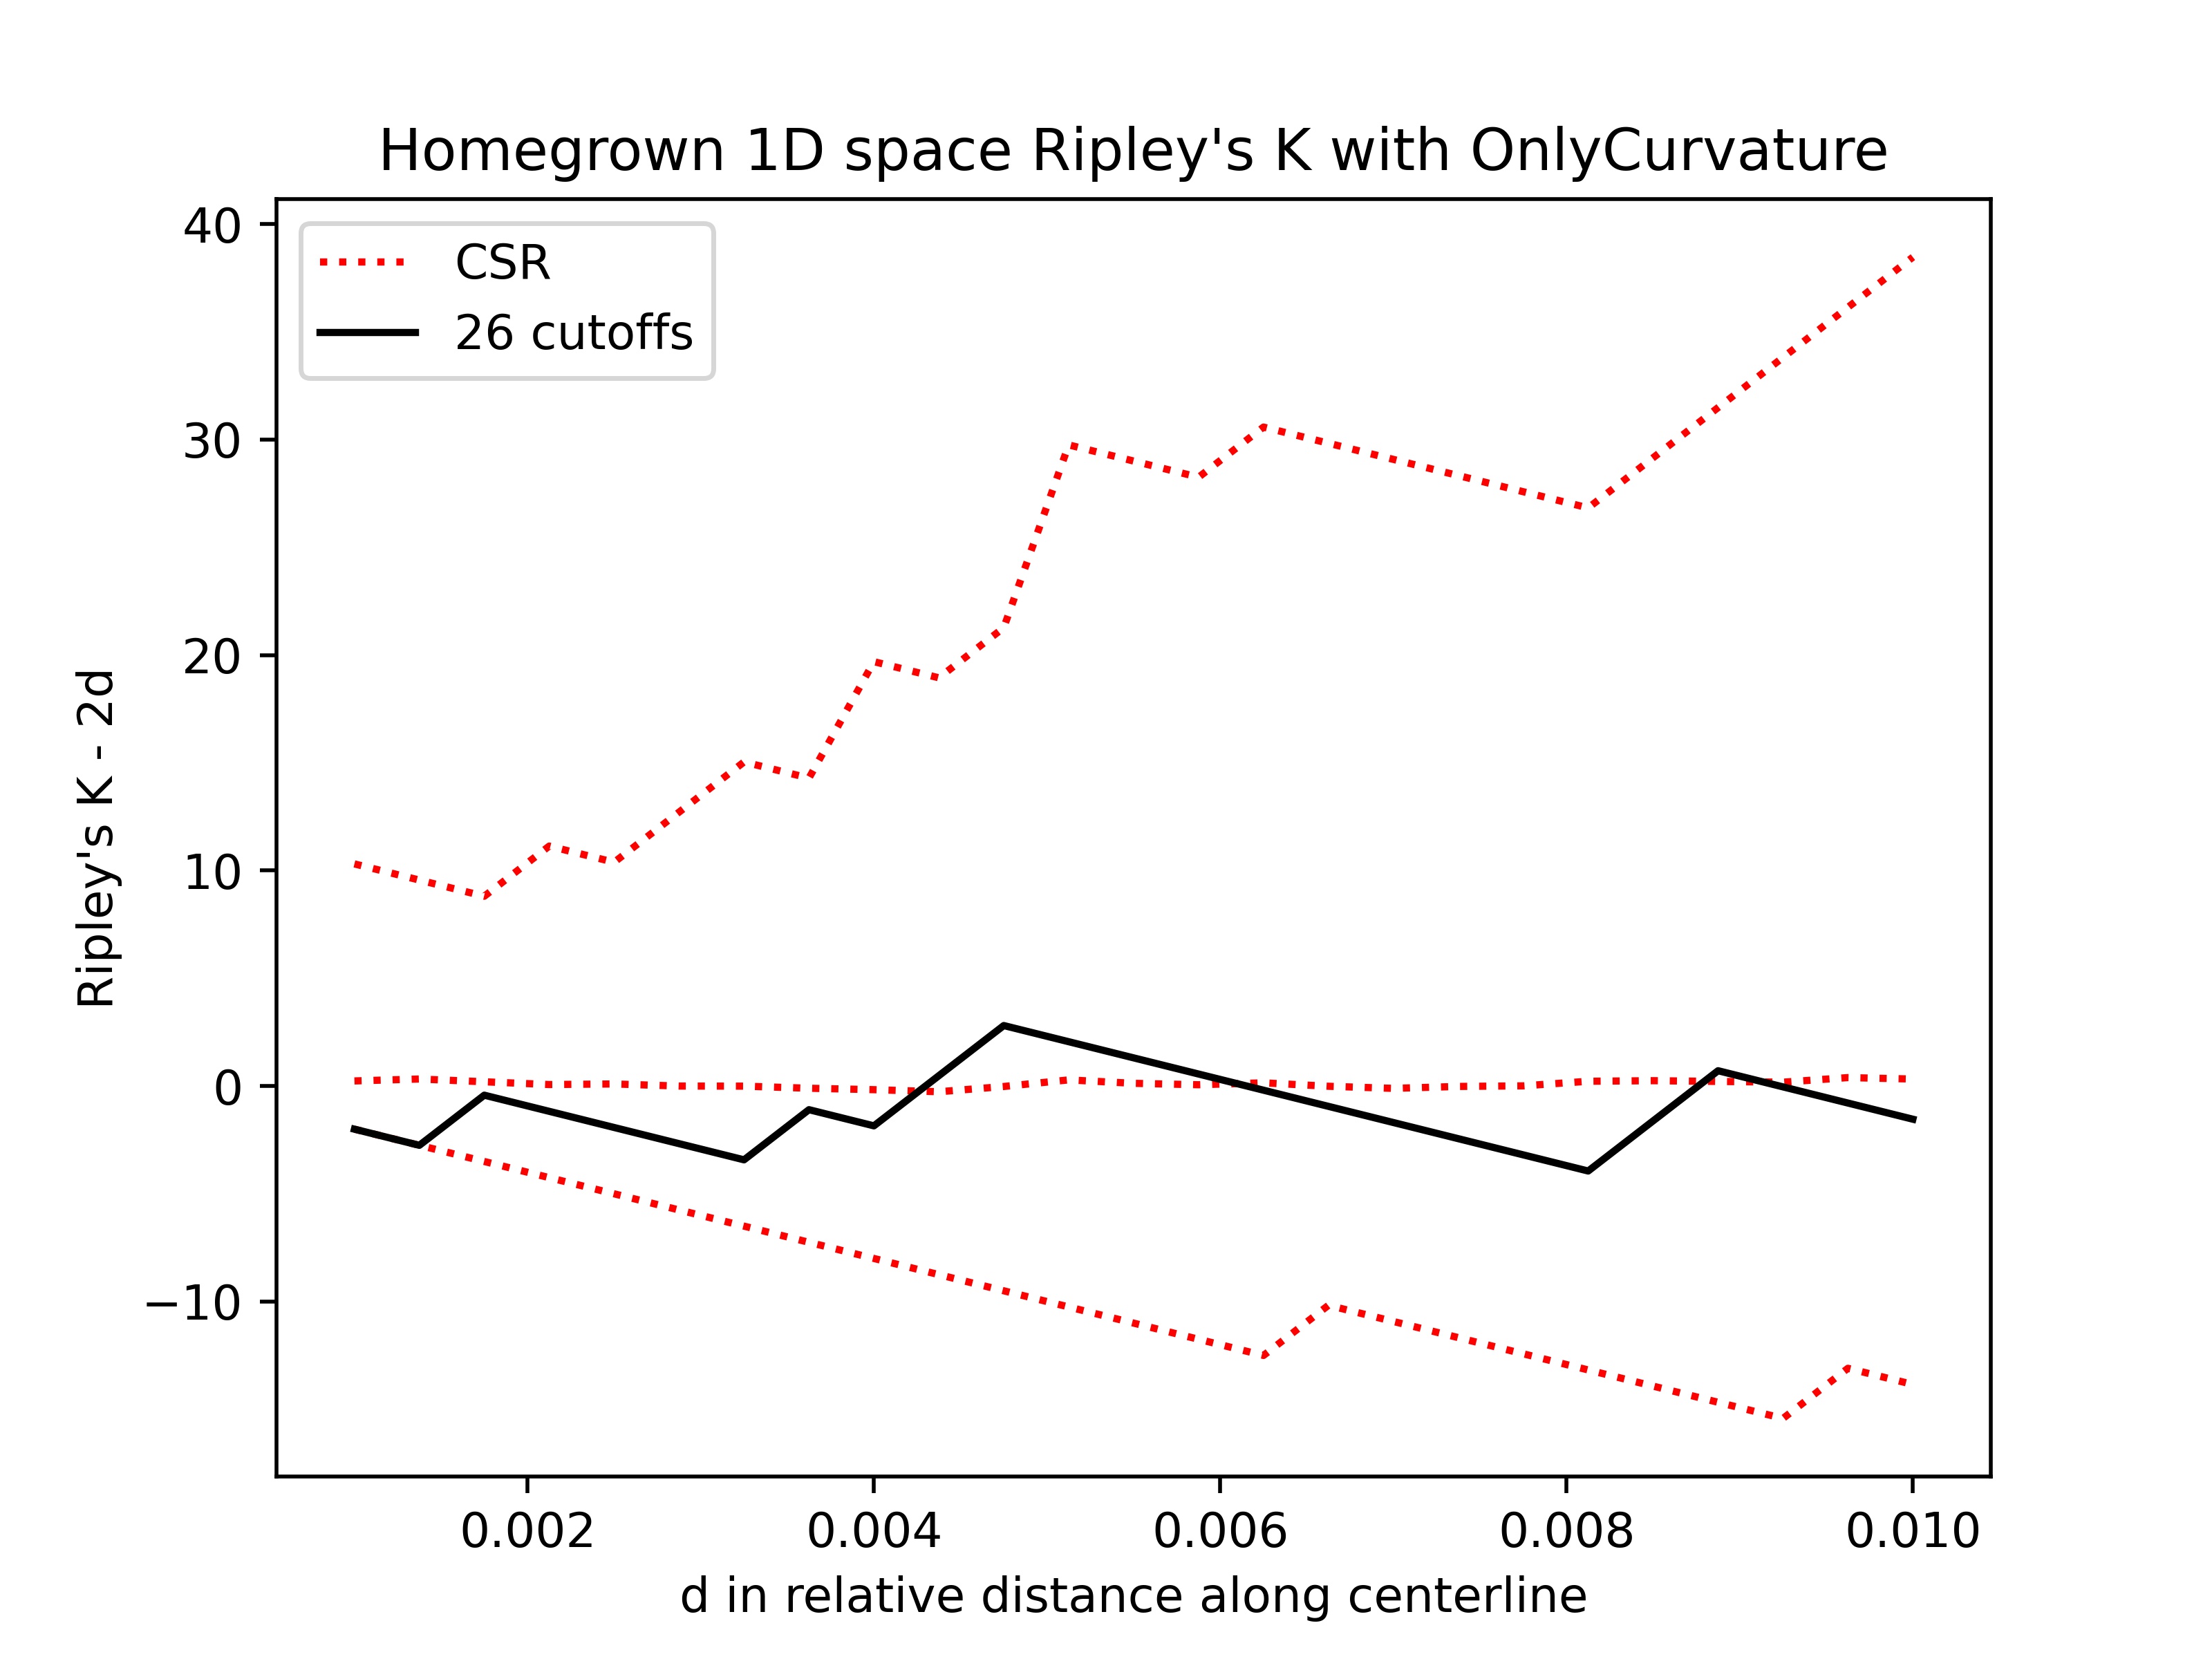 Homegrown 1D space Ripley's K with OnlyCurvature
CSR
26 cutoffs
Ripley's K - 2d
40
30
20
10
0
−10
0.002
0.004
0.006
0.008
0.010
d in relative distance along centerline